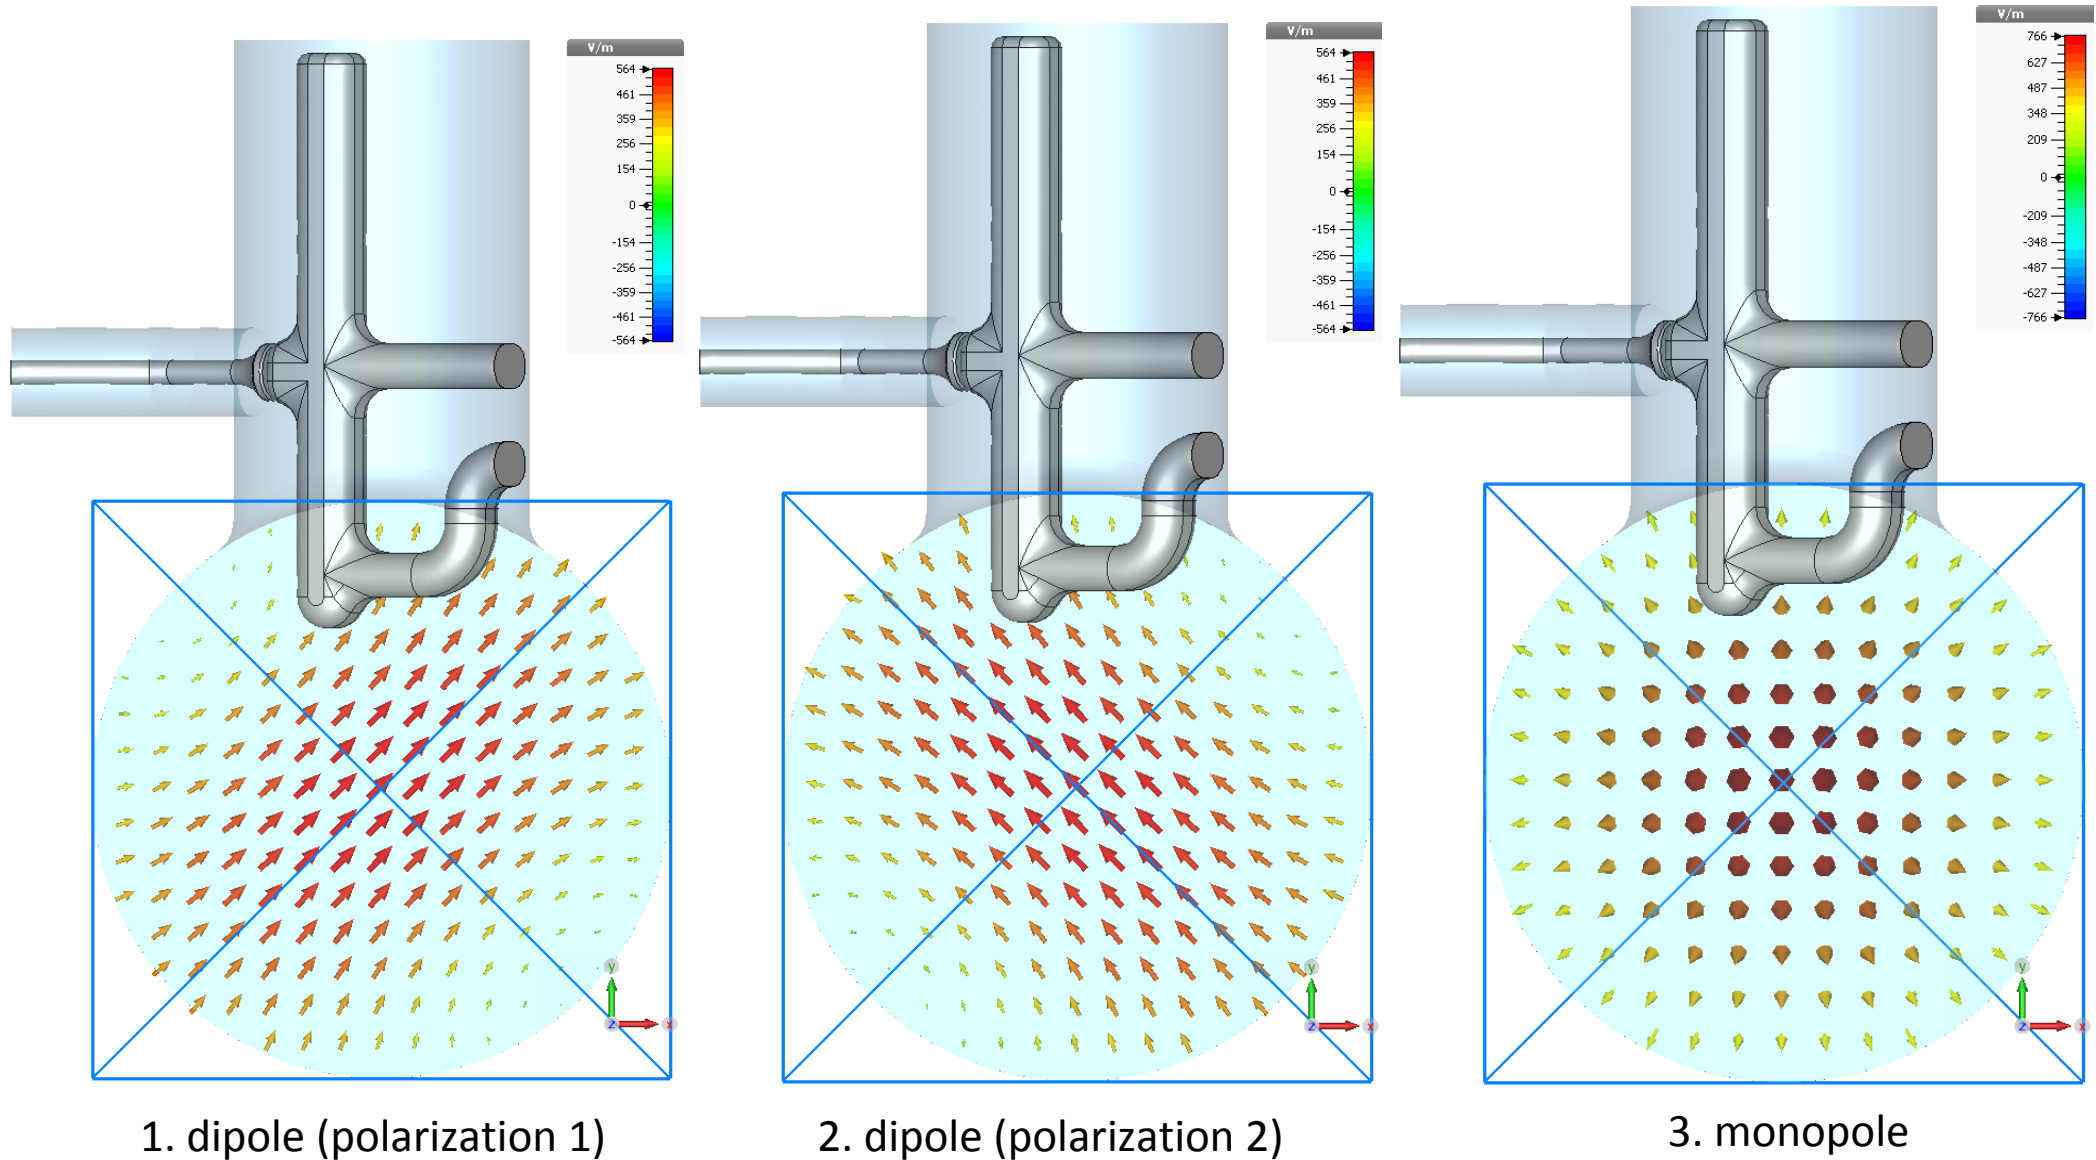 V/m
564
461
359
256
154
0
-154
-256
-359
-461
-564
y
z
x
1. dipole (polarization 1)
V/m
564
461
359
256
154
0
-154
-256
-359
-461
-564
y
z
x
2. dipole (polarization 2)
V/m
766
627
487
348
209
0
-209
-348
-487
-627
-766
y
z
x
3. monopole